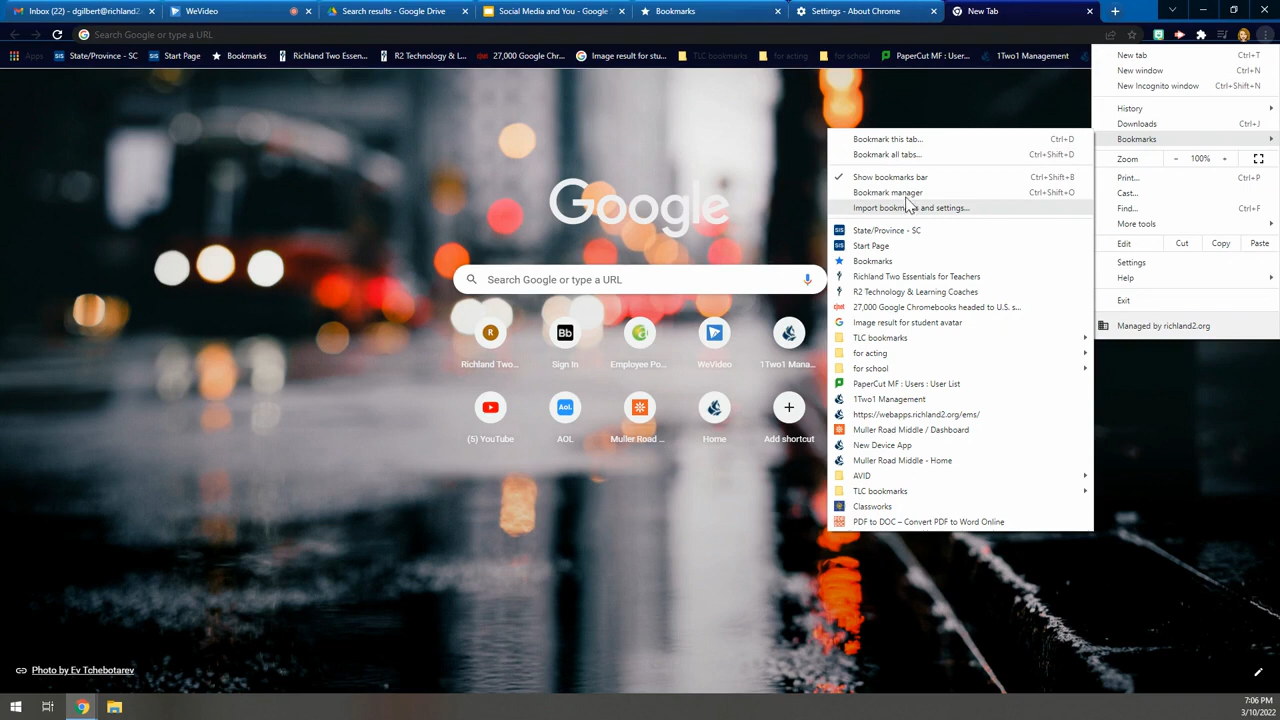 Inbox (22) - dgilbert@richland2.
WeVideo
Search results - Google Drive
Social Media and You - Google S
Bookmarks
Settings - About Chrome
New Tab
Search Google or type a URL
Apps
State/Province - SC
Start Page
Bookmarks
Richland Two Essen...
R2 Technology & L...
27,000 Google Chr...
Image result for stu...
TLC bookmarks
for acting
for school
PaperCut MF : User...
1Two1 Management
New tab Ctrl+T
New window Ctrl+N
New Incognito window Ctrl+Shift+N
History
Downloads Ctrl+J
Bookmarks
Zoom - 100% +
Print... Ctrl+P
Cast...
Find... Ctrl+F
More tools
Edit Cut Copy Paste
Settings
Help
Exit
Managed by richland2.org
Bookmark this tab... Ctrl+D
Bookmark all tabs... Ctrl+Shift+D
Show bookmarks bar Ctrl+Shift+B
Bookmark manager Ctrl+Shift+O
Import bookmarks and settings...
State/Province - SC
Start Page
Bookmarks
Richland Two Essentials for Teachers
R2 Technology & Learning Coaches
27,000 Google Chromebooks headed to U.S. s...
Image result for student avatar
TLC bookmarks
for acting
for school
PaperCut MF : Users : User List
1Two1 Management
https://webapps.richland2.org/ems/
Muller Road Middle / Dashboard
New Device App
Muller Road Middle - Home
AVID
TLC bookmarks
Classworks
PDF to DOC – Convert PDF to Word Online
Google
Search Google or type a URL
R
Richland Two...
Bb
Sign In
Employee Po...
WeVideo
1Two1 Mana...
(5) YouTube
Aol.
AOL
Muller Road ...
Home
Add shortcut
Photo by Ev Tchebotarev
7:06 PM
3/10/2022